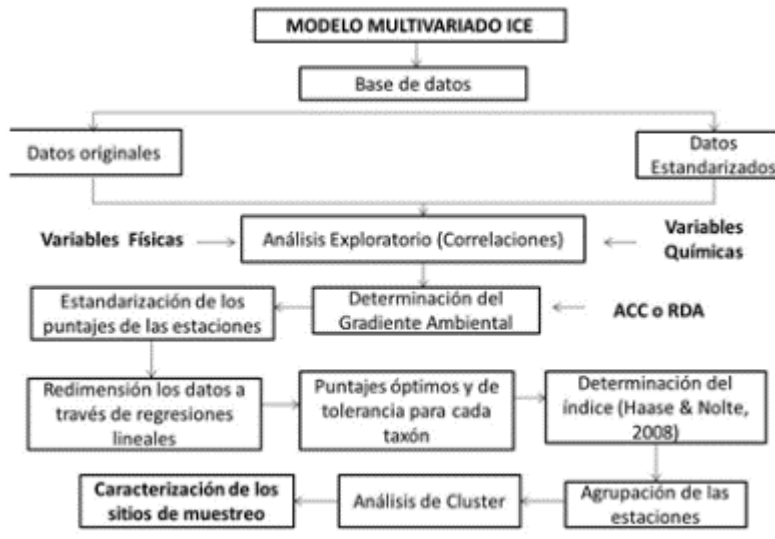 MODELO MULTIVARIADO ICE
Base de datos
Datos originales
Datos
Estandarizados
Variables Físicas
Análisis Exploratorio (Correlaciones)
Variables
Químicas
Estandarización de los
puntajes de las estaciones
Determinación del
Gradiente Ambiental
ACC o RDA
Redimensión los datos a
través de regresiones
lineales
Puntajes óptimos y de
tolerancia para cada
taxón
Determinación del
índice (Haase & Nolte,
2008)
Caracterización de los
sitios de muestreo
Análisis de Cluster
Agrupación de las
estaciones